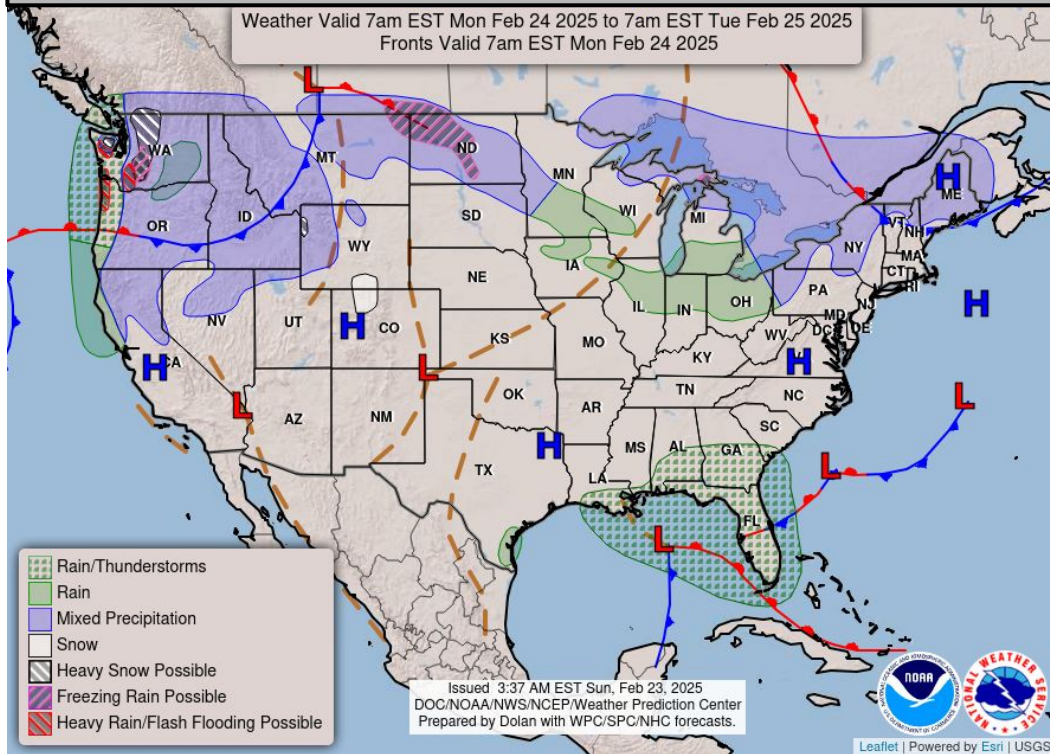 Weather Valid 7am EST Mon Feb 24 2025 to 7am EST Tue Feb 25 2025
Fronts Valid 7am EST Mon Feb 24 2025
L
WA
MT
ND
MN
ME
H
OR
ID
WY
SD
WI
MI
VT
NH
NY
MA
CT
RI
NV
UT
CO
H
NE
IA
IL
IN
OH
PA
NJ
MD
DE
DC
WV
H
CA
H
L
KS
MO
KY
H
L
AZ
NM
OK
AR
TN
NC
L
TX
H
LA
MS
AL
GA
SC
L
FL
L
Rain/Thunderstorms
Rain
Mixed Precipitation
Snow
Heavy Snow Possible
Freezing Rain Possible
Heavy Rain/Flash Flooding Possible
Issued 3:37 AM EST Sun, Feb 23, 2025
DOC/NOAA/NWS/NCEP/Weather Prediction Center
Prepared by Dolan with WPC/SPC/NHC forecasts.
NOAA
NATIONAL WEATHER SERVICE
Leaflet | Powered by Esri | USGS